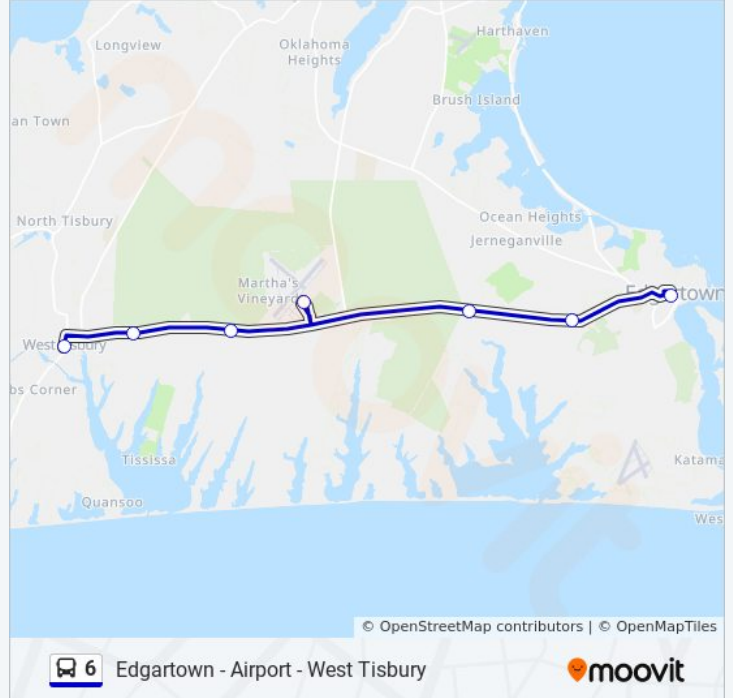 Harthaven
Longview
Oklahoma
Heights
Brush Island
an Town
North Tisbury
Ocean Heights
Jerneganville
Martha's
Vineyard
Edgartown
West Tisbury
bs Corner
Tississa
Katama
Quansoo
Wes
© OpenStreetMap contributors | © OpenMapTiles
6 Edgartown - Airport - West Tisbury
moovit